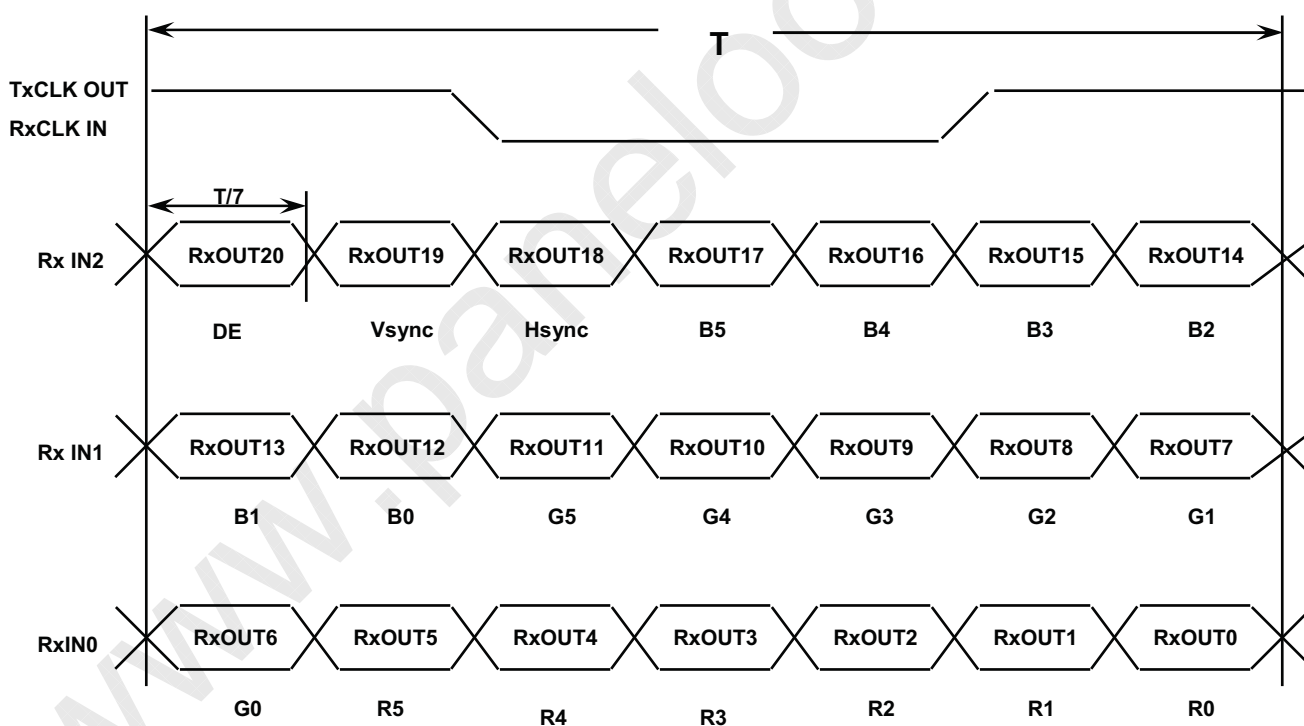 T
TxCLK OUT
RxCLK IN
T/7
Rx IN2 RxOUT20 RxOUT19 RxOUT18 RxOUT17 RxOUT16 RxOUT15 RxOUT14
DE Vsync Hsync B5 B4 B3 B2
Rx IN1 RxOUT13 RxOUT12 RxOUT11 RxOUT10 RxOUT9 RxOUT8 RxOUT7
B1 B0 G5 G4 G3 G2 G1
RxIN0 RxOUT6 RxOUT5 RxOUT4 RxOUT3 RxOUT2 RxOUT1 RxOUT0
G0 R5 R4 R3 R2 R1 R0
www.paneloo